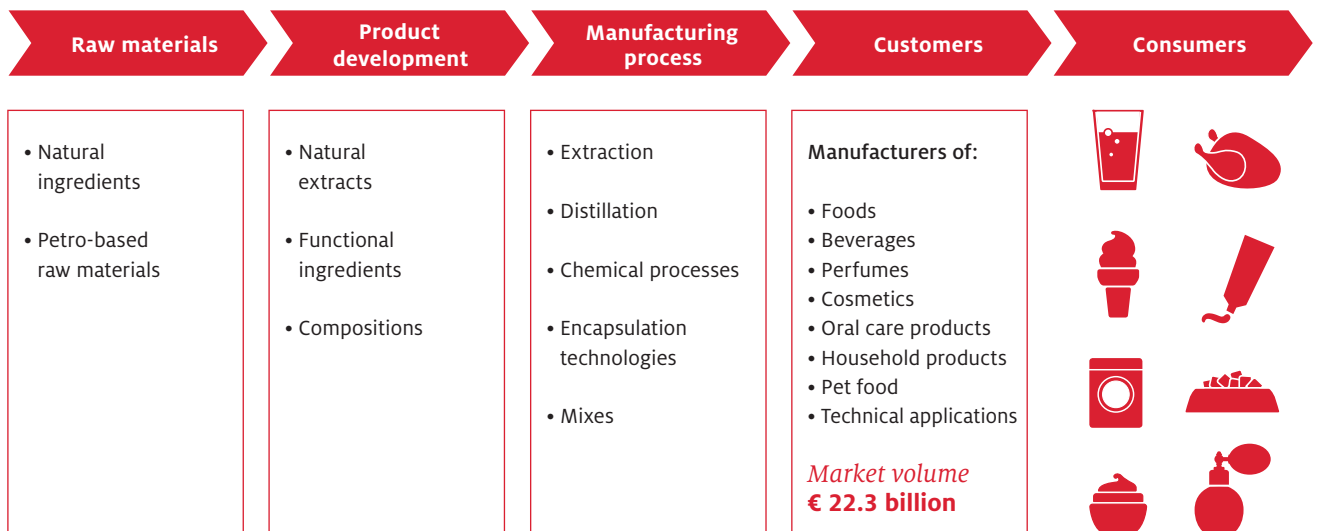 Raw materials
Product
development
Manufacturing
process
Customers
Consumers
• Natural
ingredients
• Petro-based
raw materials
• Natural
extracts
• Functional
ingredients
• Compositions
• Extraction
• Distillation
• Chemical processes
• Encapsulation
technologies
• Mixes
Manufacturers of:
• Foods
• Beverages
• Perfumes
• Cosmetics
• Oral care products
• Household products
• Pet food
• Technical applications
Market volume
€ 22.3 billion